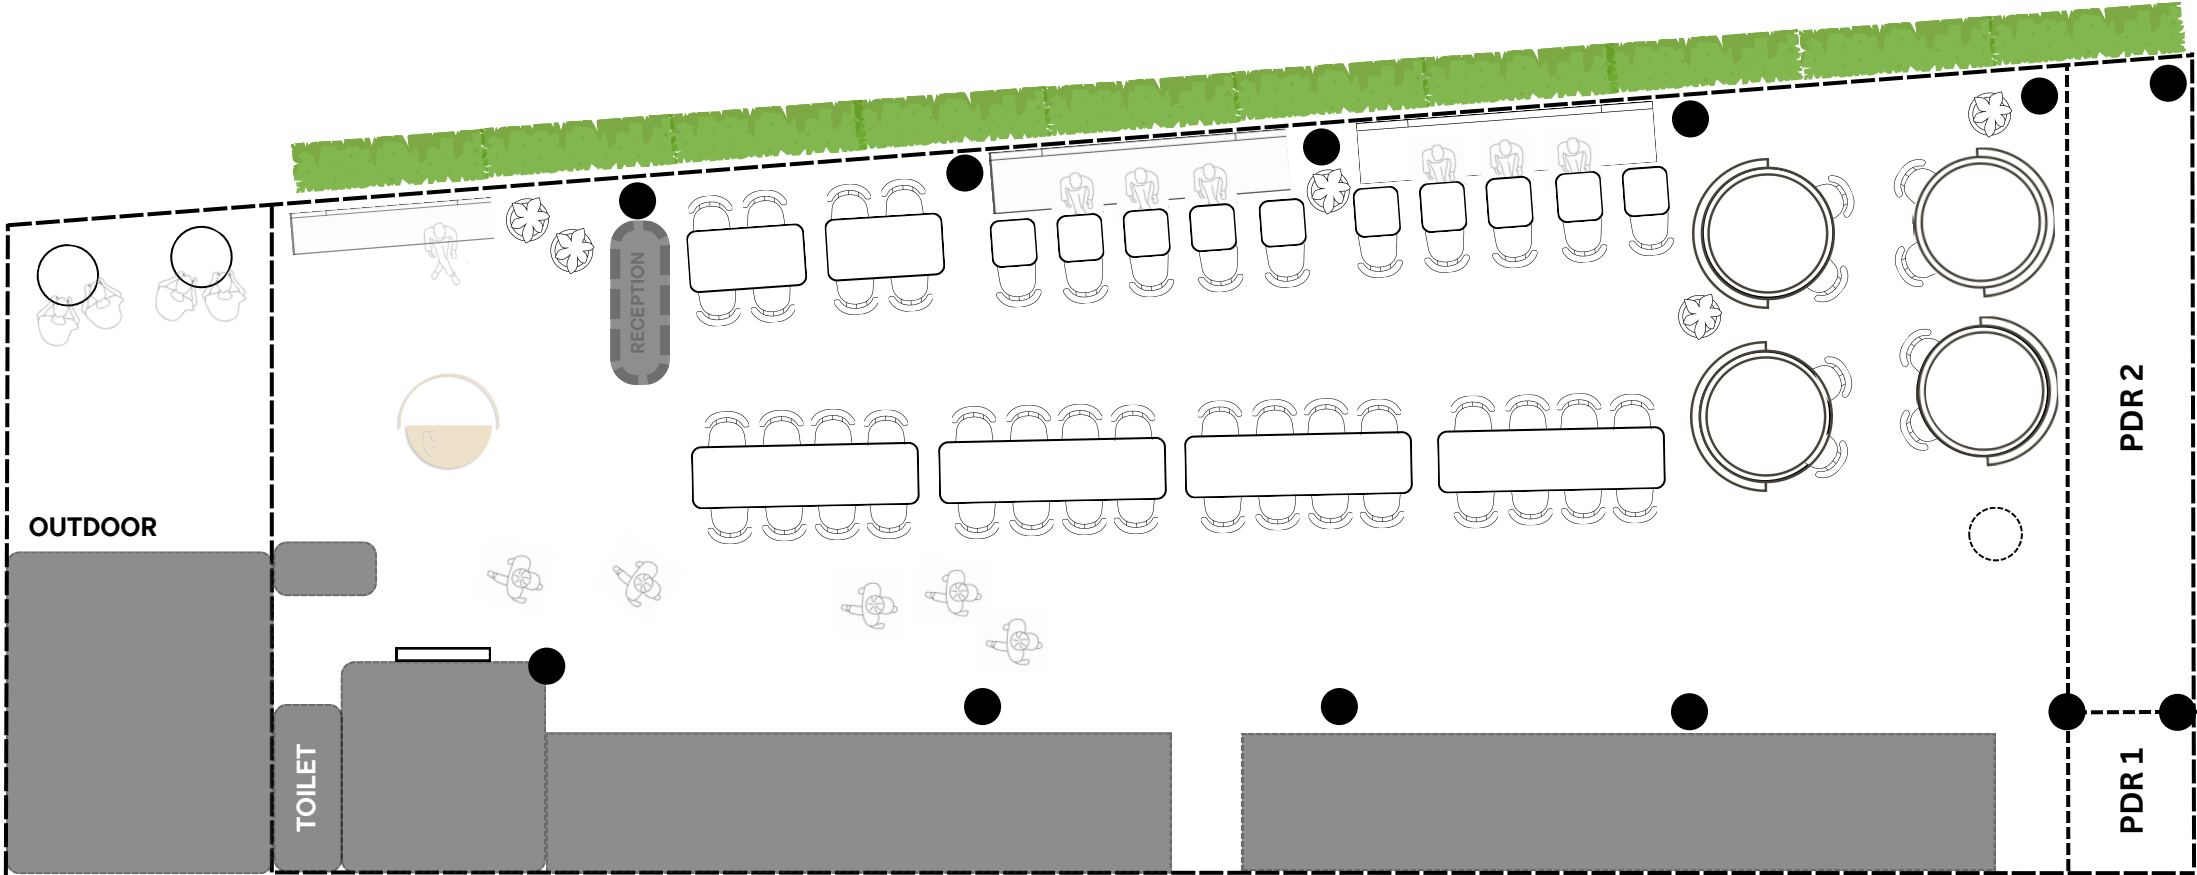 RECEPTION
PDR 2
OUTDOOR
TOILET
PDR 1